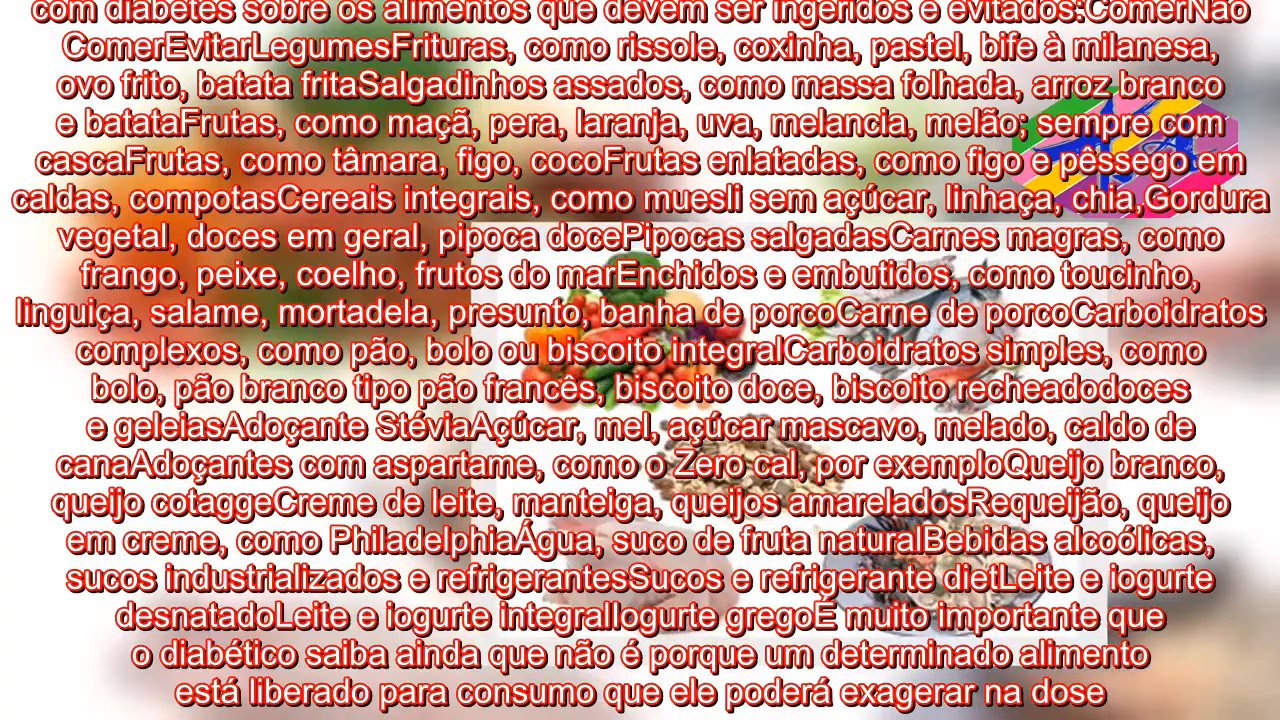 com diabetes sobre os alimentos que devem ser ingeridos e evitados:ComerNão
ComerEvitarLegumesFrituras, como rissole, coxinha, pastel, bife à milanesa,
ovo frito, batata fritaSalgadinhos assados, como massa folhada, arroz branco
e batataFrutas, como maçã, pera, laranja, uva, melancia, melão; sempre com
cascaFrutas, como tâmara, figo, cocoFrutas enlatadas, como figo e pêssego em
caldas, compotasCereais integrais, como muesli sem açúcar, linhaça, chia,Gordura
vegetal, doces em geral, pipoca docePipocas salgadasCarnes magras, como
frango, peixe, coelho, frutos do marEnchidos e embutidos, como toucinho,
linguiça, salame, mortadela, presunto, banha de porcoCarne de porcoCarboidratos
complexos, como pão, bolo ou biscoito integralCarboidratos simples, como
bolo, pão branco tipo pão francês, biscoito doce, biscoito recheadodoces
e geleiasAdoçante StéviaAçúcar, mel, açúcar mascavo, melado, caldo de
canaAdoçantes com aspartame, como o Zero cal, por exemploQueijo branco,
queijo cotaggeCreme de leite, manteiga, queijos amareladosRequeijão, queijo
em creme, como PhiladelphiaÁgua, suco de fruta naturalBebidas alcoólicas,
sucos industrializados e refrigerantesSucos e refrigerante dietLeite e iogurte
desnatadoLeite e iogurte integralIogurte gregoÉ muito importante que
o diabético saiba ainda que não é porque um determinado alimento
está liberado para consumo que ele poderá exagerar na dose